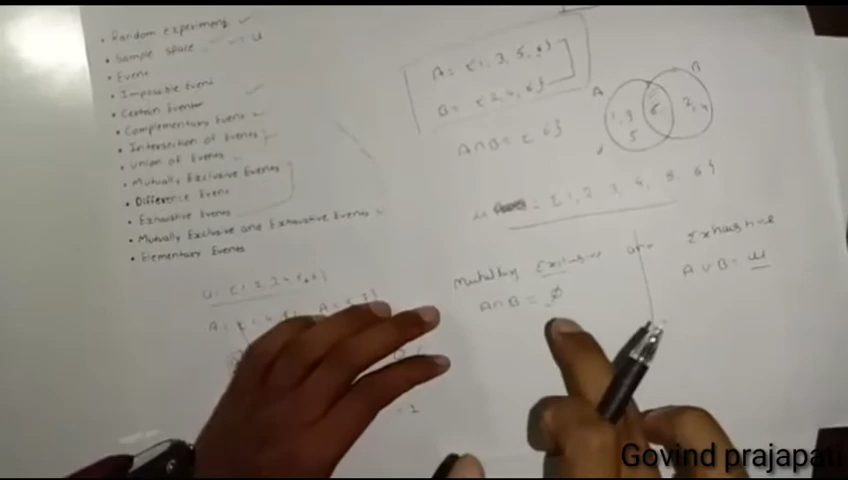 • Random experiment
• Sample space U
• Event
• Impossible Event
• Certain Event
• Complementary Event
• Intersection of Events
• Union of Events
• Mutually Exclusive Events
• Difference Event
• Exhaustive Events
• Mutually Exclusive and Exhaustive Events
• Elementary Events
A = {1, 3, 5, 6}
B = {2, 4, 6}
A∩B = { 6}
A B
1, 3 6 2, 4
5
u = {1, 2, 3, 4, 5, 6}
Exclusive Exhaustive
A∩B = ∅
A∪B = u
= 1
Govind prajapati